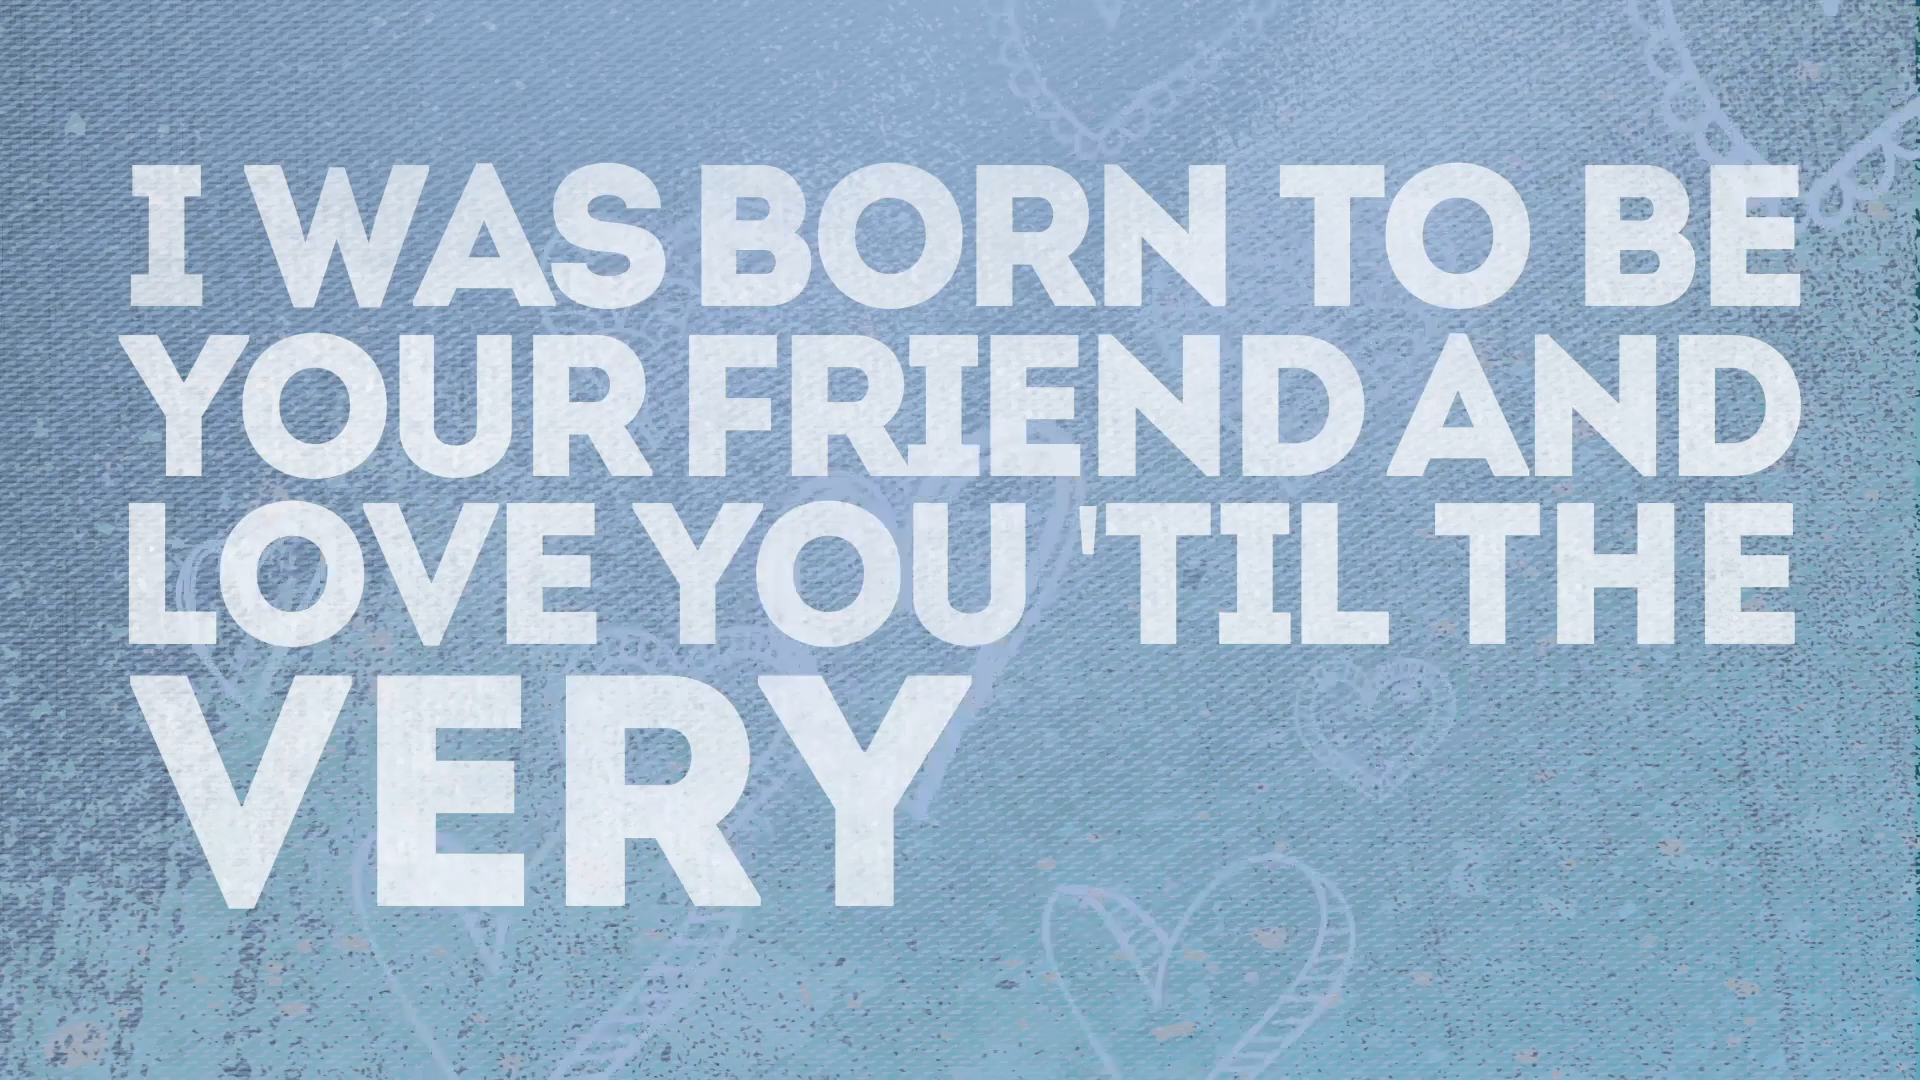 I WAS BORN TO BE
YOUR FRIEND AND
LOVE YOU 'TIL THE
VERY